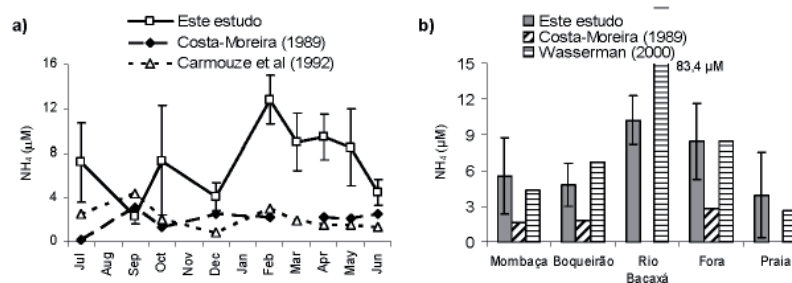 a)
Este estudo
Costa-Moreira (1989)
Carmouze et al (1992)
NH₄ (µM)
16
12
8
4
0
Jul
Aug
Sep
Oct
Nov
Dec
Jan
Feb
Mar
Apr
May
Jun
b)
Este estudo
Costa-Moreira (1989)
Wasserman (2000)
83,4 µM
NH₄ (µM)
15
12
9
6
3
0
Mombaça Boqueirão Rio Fora Praia
Bacaxá